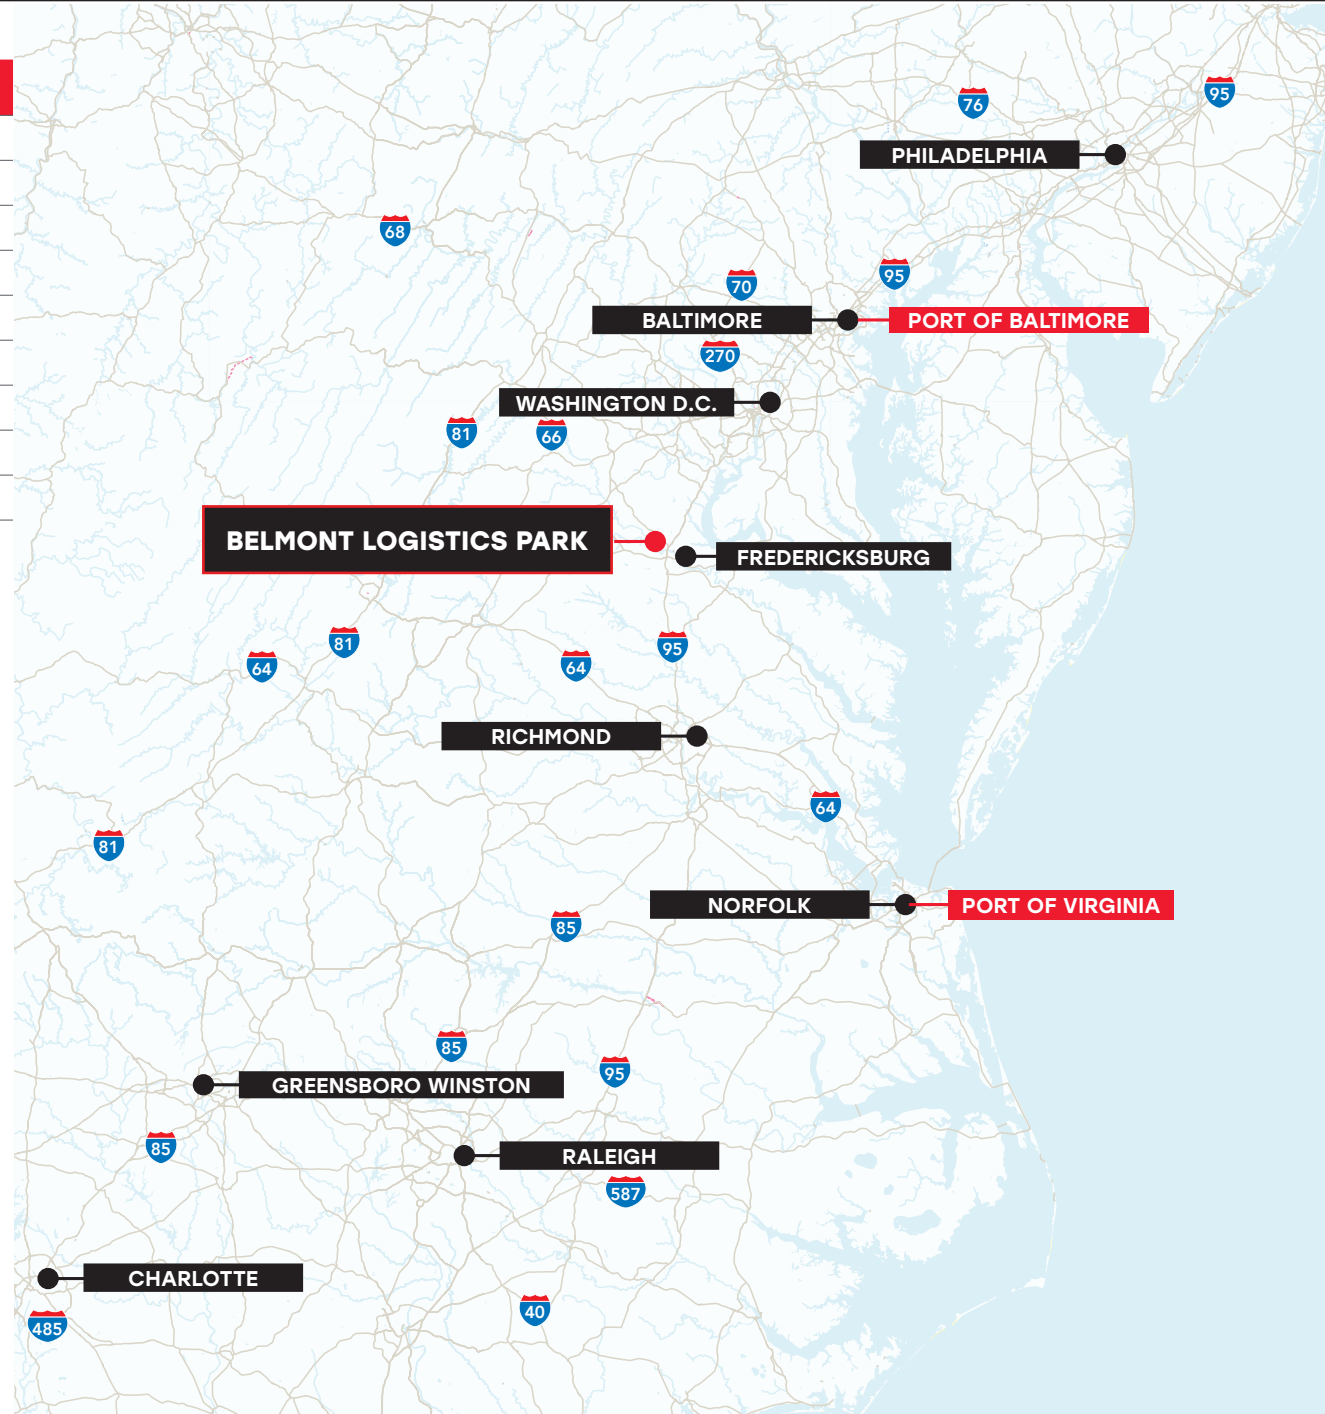 95
76
PHILADELPHIA
68
95
70
BALTIMORE
PORT OF BALTIMORE
270
WASHINGTON D.C.
81
66
BELMONT LOGISTICS PARK
FREDERICKSBURG
81
95
64
64
RICHMOND
64
81
NORFOLK
PORT OF VIRGINIA
85
85
95
GREENSBORO WINSTON
85
RALEIGH
587
CHARLOTTE
40
485